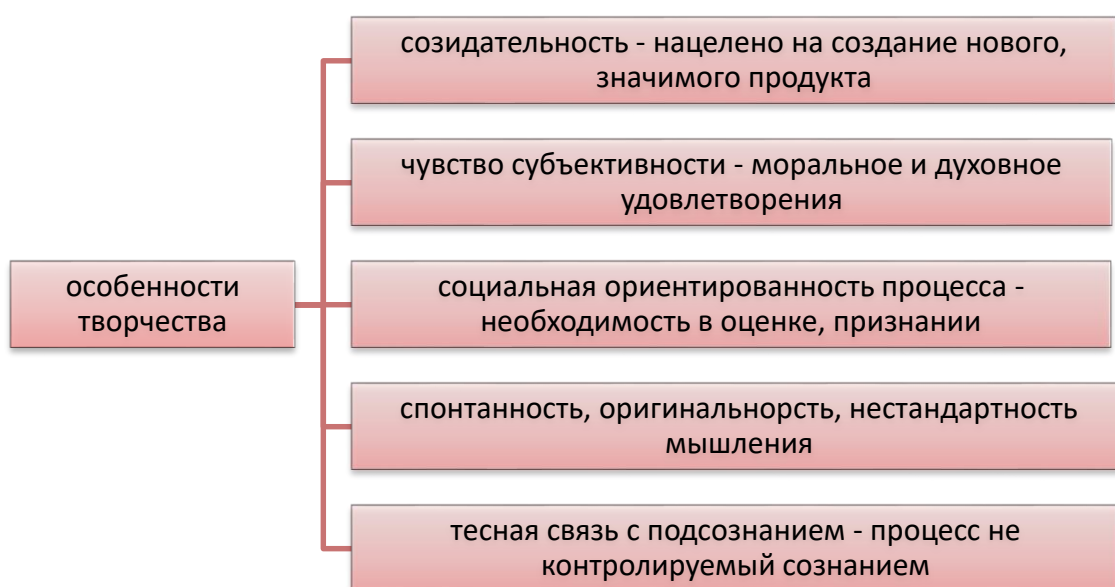 созидательность - нацелено на создание нового,
значимого продукта
чувство субъективности - моральное и духовное
удовлетворения
особенности
творчества
социальная ориентированность процесса -
необходимость в оценке, признании
спонтанность, оригинальнорсть, нестандартность
мышления
тесная связь с подсознанием - процесс не
контролируемый сознанием